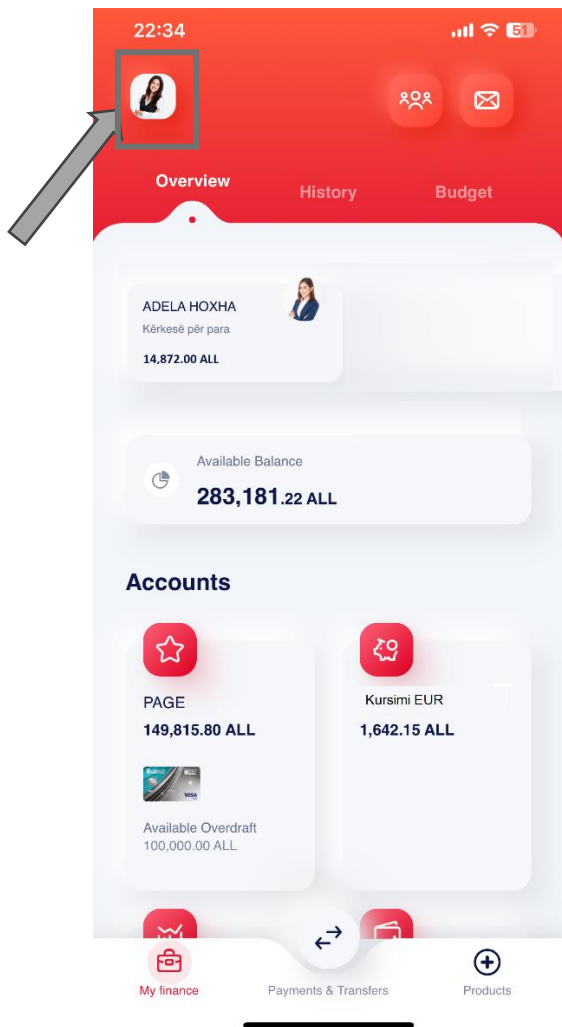 22:34
51
Overview
History
Budget
ADELA HOXHA
Kërkesë për para
14,872.00 ALL
Available Balance
283,181.22 ALL
Accounts
PAGE
149,815.80 ALL
VISA
Available Overdraft
100,000.00 ALL
Kursimi EUR
1,642.15 ALL
My finance
Payments & Transfers
Products